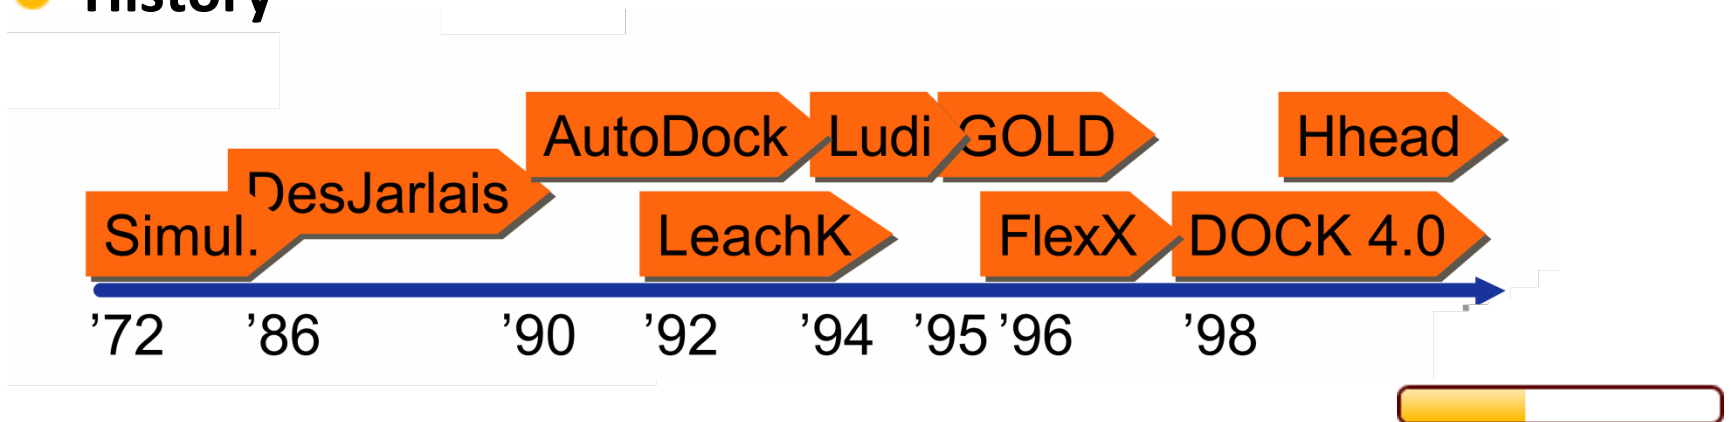 History
AutoDock Ludi GOLD Hhead
DesJarlais
Simul. LeachK FlexX DOCK 4.0
’72 ’86 ’90 ’92 ’94 ’95 ’96 ’98